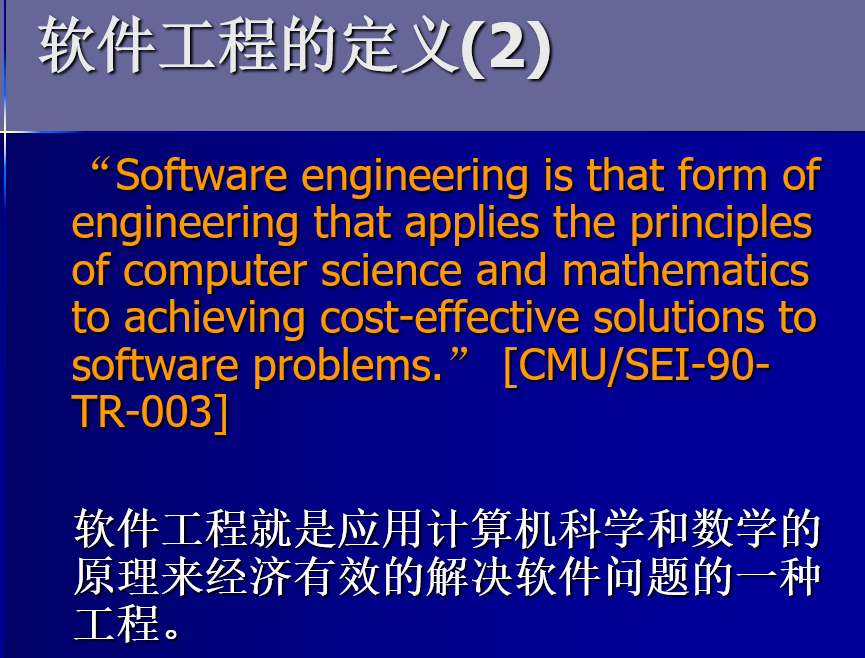 软件工程的定义(2)
“Software engineering is that form of
engineering that applies the principles
of computer science and mathematics
to achieving cost-effective solutions to
software problems.” [CMU/SEI-90-
TR-003]
软件工程就是应用计算机科学和数学的
原理来经济有效的解决软件问题的一种
工程。